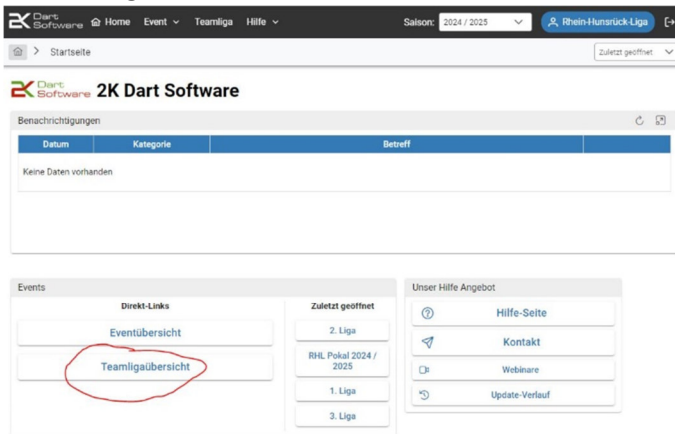 Dart Software
Home Event Teamliga Hilfe Saison: 2024 / 2025 Rhein-Hunsrück-Liga
> Startseite Zuletzt geöffnet
Dart Software 2K Dart Software
Benachrichtigungen
Datum Kategorie Betreff
Keine Daten vorhanden
Events
Direkt-Links
Eventübersicht
Teamligaübersicht
Zuletzt geöffnet
2. Liga
RHL Pokal 2024 /
2025
1. Liga
3. Liga
Unser Hilfe Angebot
Hilfe-Seite
Kontakt
Webinare
Update-Verlauf